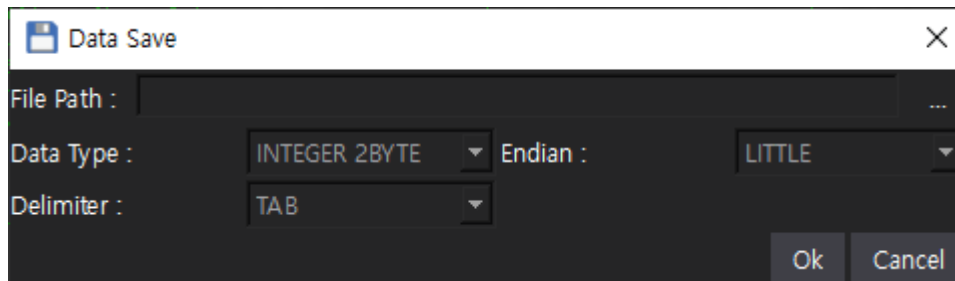 Data Save
File Path : ...
Data Type : INTEGER 2BYTE Endian : LITTLE
Delimiter : TAB
Ok Cancel